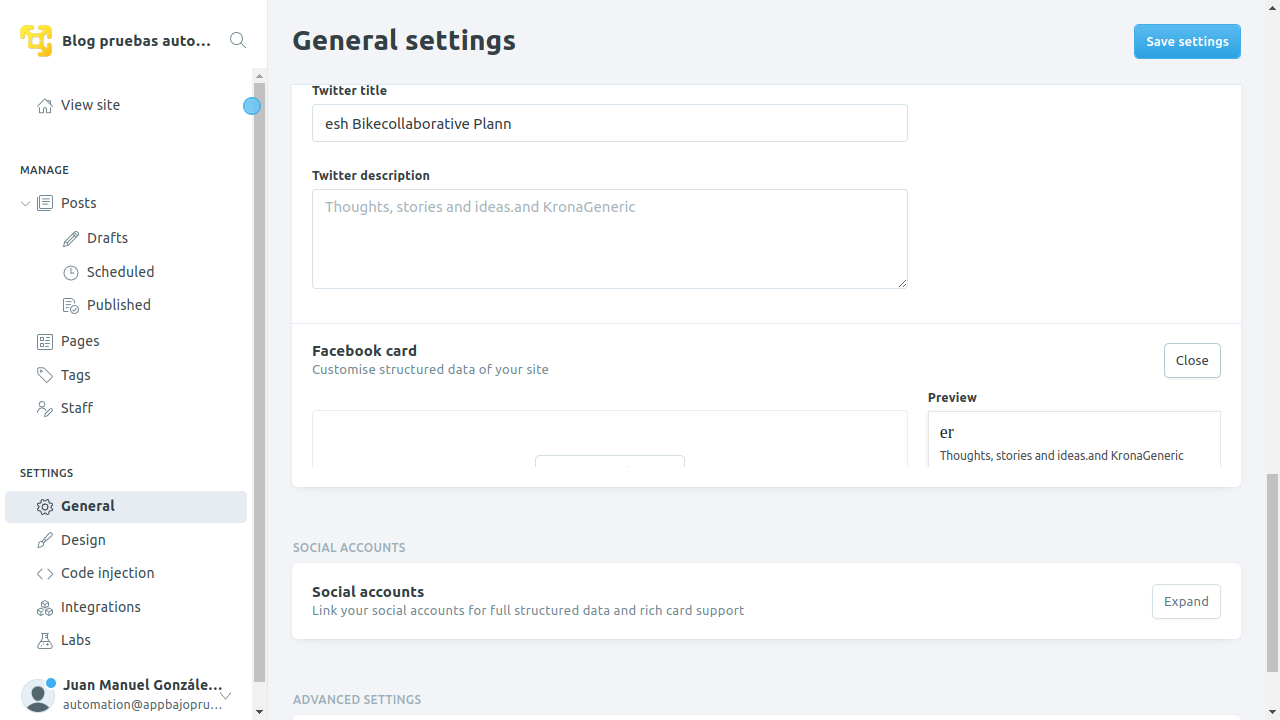 Blog pruebas auto...
General settings
Save settings
View site
Twitter title
esh Bikecollaborative Plann
MANAGE
Twitter description
Posts
Thoughts, stories and ideas.and KronaGeneric
Drafts
Scheduled
Published
Pages
Facebook card
Close
Customise structured data of your site
Tags
Preview
Staff
er
Thoughts, stories and ideas.and KronaGeneric
SETTINGS
General
Design
SOCIAL ACCOUNTS
Code injection
Social accounts
Expand
Integrations
Link your social accounts for full structured data and rich card support
Labs
Juan Manuel Gonzále...
automation@appbajopru...
ADVANCED SETTINGS